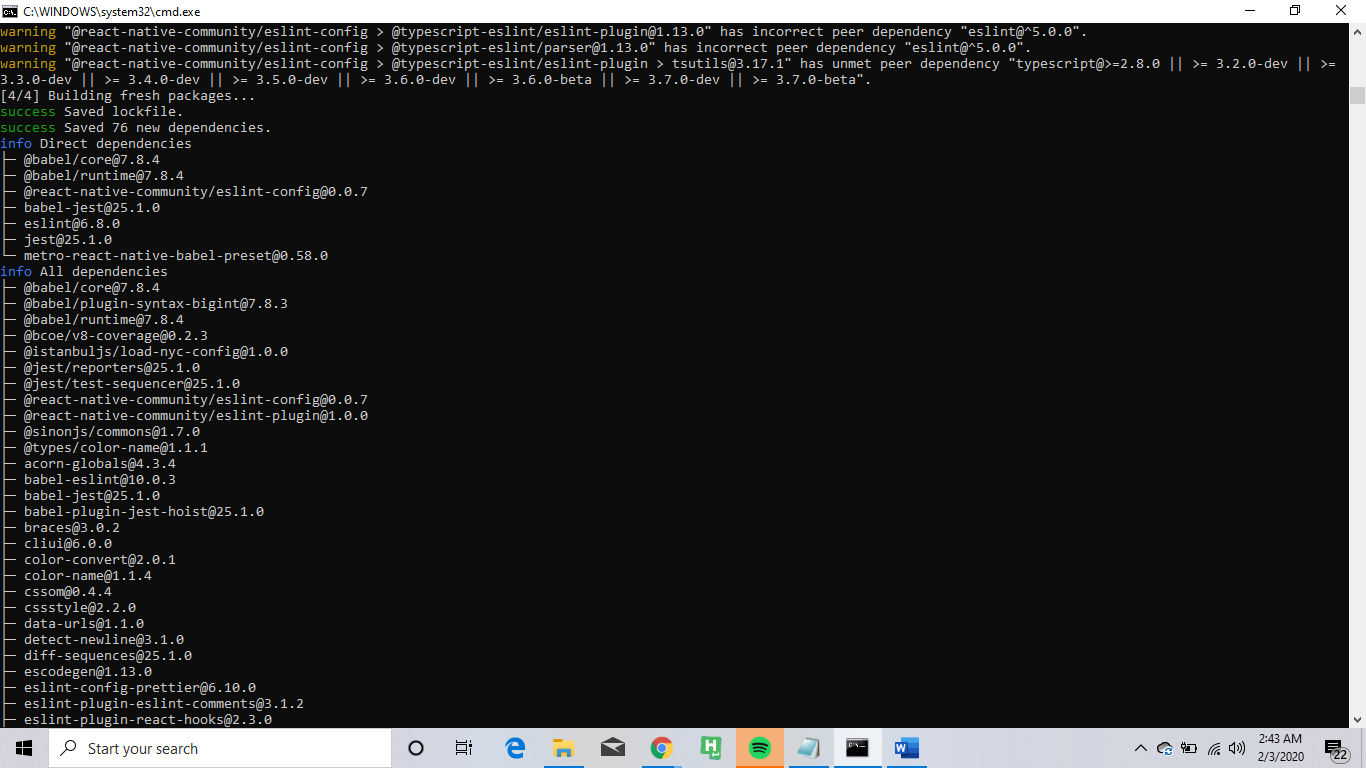 C:\WINDOWS\system32\cmd.exe
warning "@react-native-community/eslint-config > @typescript-eslint/eslint-plugin@1.13.0" has incorrect peer dependency "eslint@^5.0.0".
warning "@react-native-community/eslint-config > @typescript-eslint/parser@1.13.0" has incorrect peer dependency "eslint@^5.0.0".
warning "@react-native-community/eslint-config > @typescript-eslint/eslint-plugin > tsutils@3.17.1" has unmet peer dependency "typescript@>=2.8.0 || >= 3.2.0-dev || >=
3.3.0-dev || >= 3.4.0-dev || >= 3.5.0-dev || >= 3.6.0-dev || >= 3.6.0-beta || >= 3.7.0-dev || >= 3.7.0-beta".
[4/4] Building fresh packages...
success Saved lockfile.
success Saved 76 new dependencies.
info Direct dependencies
├─ @babel/core@7.8.4
├─ @babel/runtime@7.8.4
├─ @react-native-community/eslint-config@0.0.7
├─ babel-jest@25.1.0
├─ eslint@6.8.0
├─ jest@25.1.0
└─ metro-react-native-babel-preset@0.58.0
info All dependencies
├─ @babel/core@7.8.4
├─ @babel/plugin-syntax-bigint@7.8.3
├─ @babel/runtime@7.8.4
├─ @bcoe/v8-coverage@0.2.3
├─ @istanbuljs/load-nyc-config@1.0.0
├─ @jest/reporters@25.1.0
├─ @jest/test-sequencer@25.1.0
├─ @react-native-community/eslint-config@0.0.7
├─ @react-native-community/eslint-plugin@1.0.0
├─ @sinonjs/commons@1.7.0
├─ @types/color-name@1.1.1
├─ acorn-globals@4.3.4
├─ babel-eslint@10.0.3
├─ babel-jest@25.1.0
├─ babel-plugin-jest-hoist@25.1.0
├─ braces@3.0.2
├─ cliui@6.0.0
├─ color-convert@2.0.1
├─ color-name@1.1.4
├─ cssom@0.4.4
├─ cssstyle@2.2.0
├─ data-urls@1.1.0
├─ detect-newline@3.1.0
├─ diff-sequences@25.1.0
├─ escodegen@1.13.0
├─ eslint-config-prettier@6.10.0
├─ eslint-plugin-eslint-comments@3.1.2
├─ eslint-plugin-react-hooks@2.3.0
Start your search
2:43 AM
2/3/2020
22